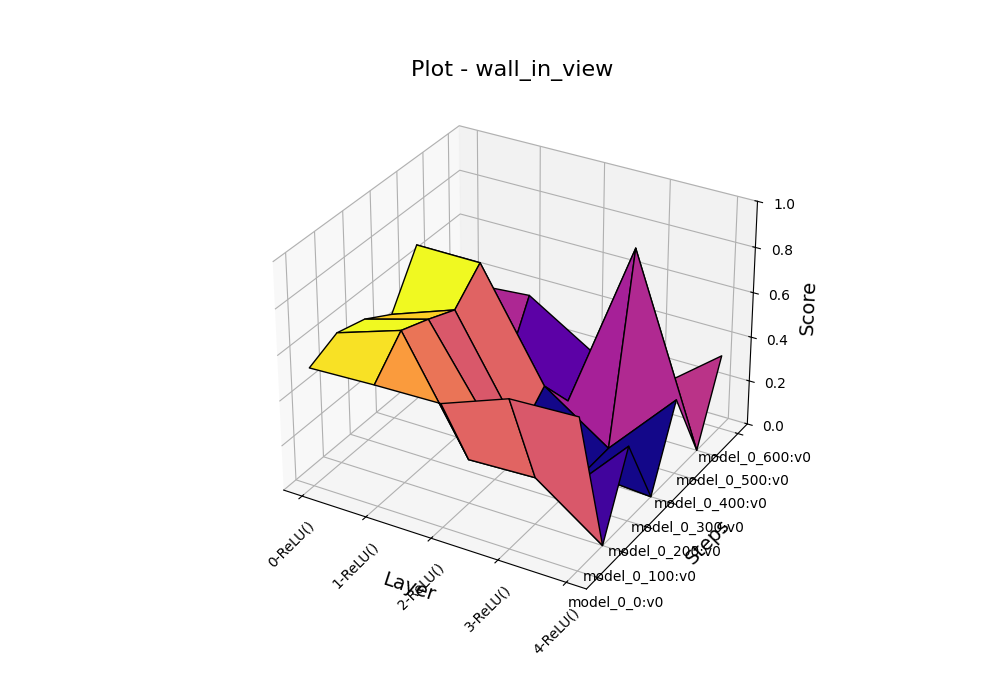 Plot - wall_in_view
1.0
0.8
0.6
0.4
0.2
0.0
Score
model_0_600:v0
model_0_500:v0
model_0_400:v0
model_0_300:v0
model_0_200:v0
model_0_100:v0
model_0_0:v0
Steps
0-ReLU()
1-ReLU()
2-ReLU()
3-ReLU()
4-ReLU()
Layer